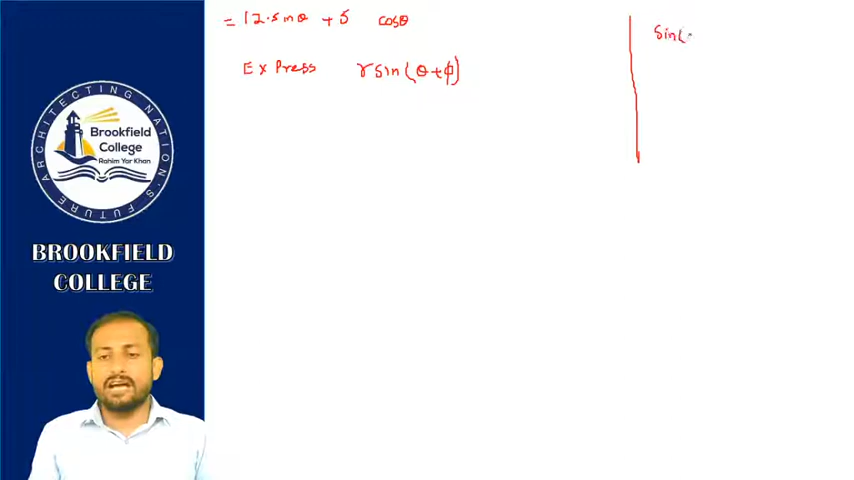 = 12.sinθ + 5 cosθ
Express rsin(θ+ϕ)
sin(
ARCHITECTING NATION'S FUTURE
Brookfield
College
Rahim Yar Khan
BROOKFIELD
COLLEGE